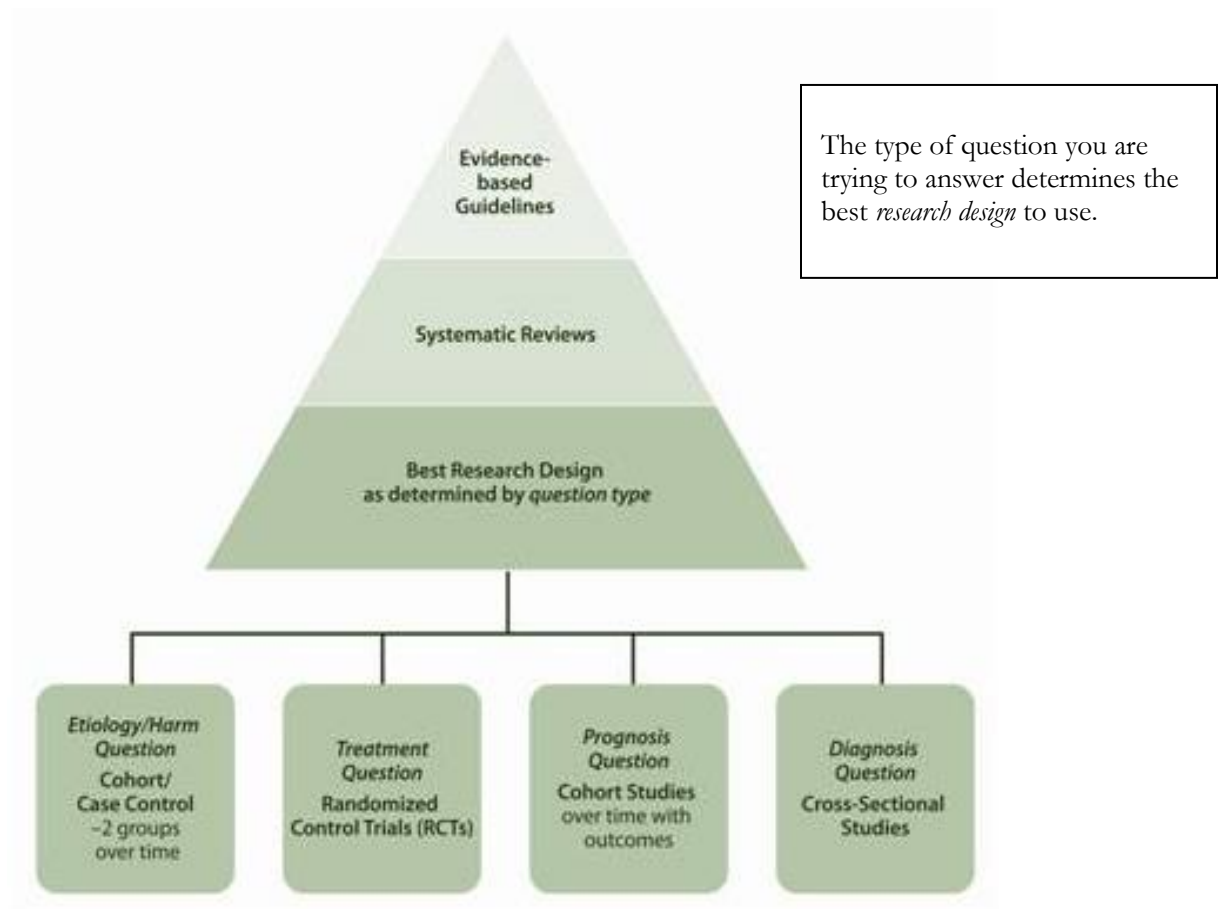 Evidence-
based
Guidelines
The type of question you are
trying to answer determines the
best research design to use.
Systematic Reviews
Best Research Design
as determined by question type
Etiology/Harm
Question
Cohort/
Case Control
–2 groups
over time
Treatment
Question
Randomized
Control Trials (RCTs)
Prognosis
Question
Cohort Studies
over time with
outcomes
Diagnosis
Question
Cross-Sectional
Studies